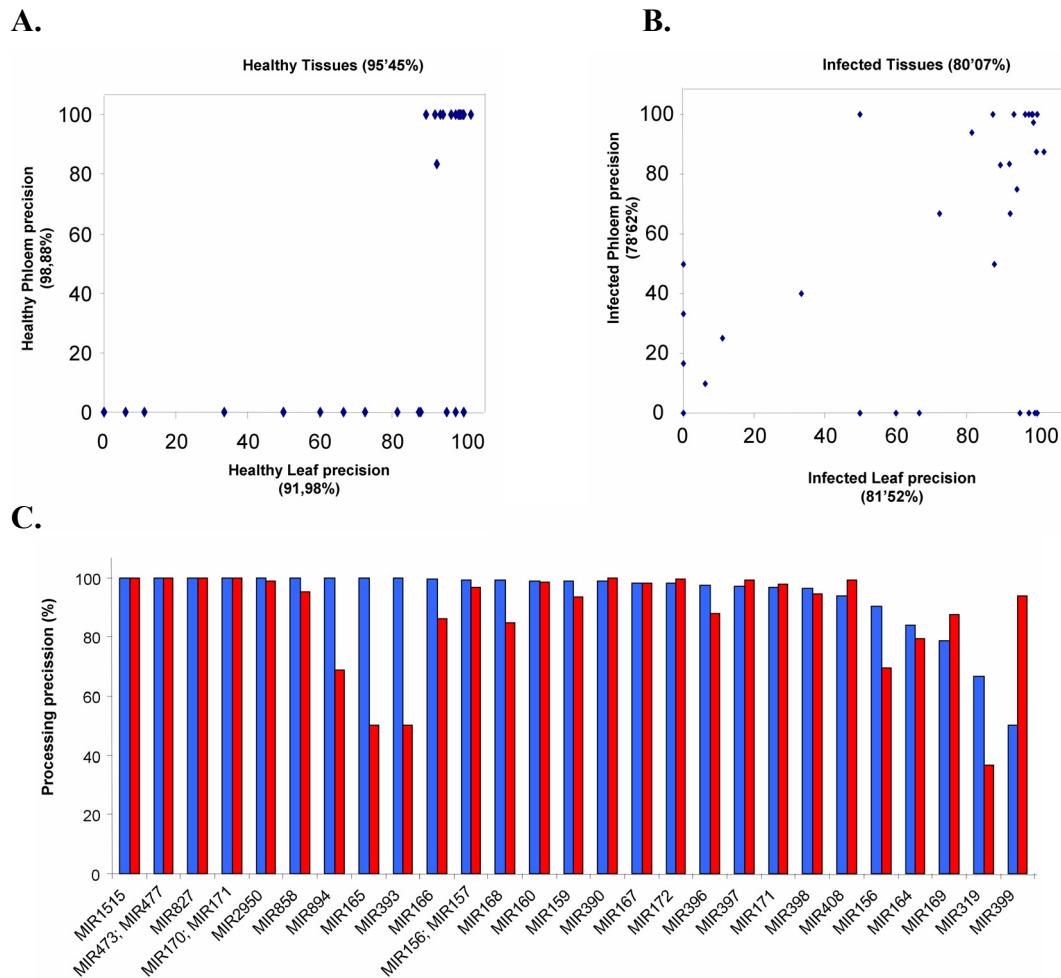 A.
Healthy Tissues (95'45%)
Healthy Phloem precision
(98,88%)
100
80
60
40
20
0
0 20 40 60 80 100
Healthy Leaf precision
(91,98%)
B.
Infected Tissues (80'07%)
Infected Phloem precision
(78'62%)
100
80
60
40
20
0
0 20 40 60 80 100
Infected Leaf precision
(81'52%)
C.
Processing precission (%)
100
80
60
40
20
0
MIR1515
MIR473; MIR477
MIR827
MIR170; MIR171
MIR2950
MIR858
MIR894
MIR165
MIR393
MIR166
MIR156; MIR157
MIR168
MIR160
MIR159
MIR390
MIR167
MIR172
MIR396
MIR397
MIR171
MIR398
MIR408
MIR156
MIR164
MIR169
MIR319
MIR399